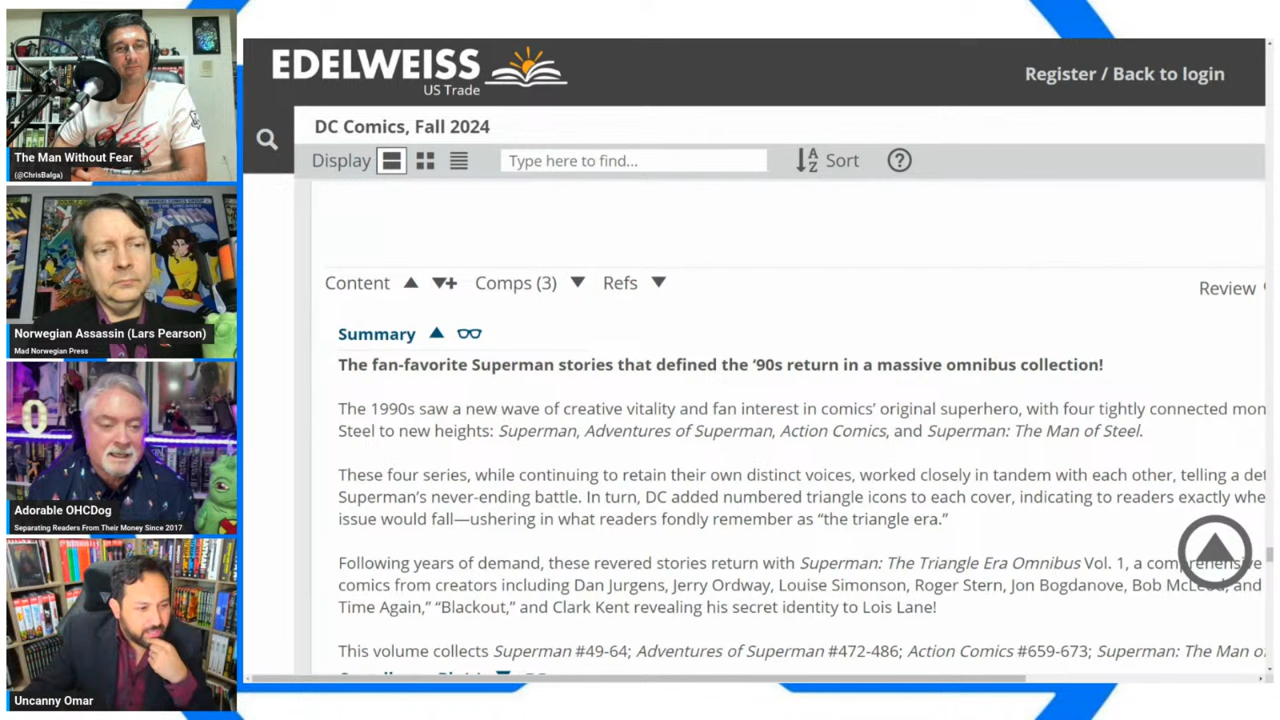 The Man Without Fear
(@ChrisBalga)
Norwegian Assassin (Lars Pearson)
Mad Norwegian Press
Adorable OHCDog
Separating Readers From Their Money Since 2017
Uncanny Omar
EDELWEISS
US Trade
Register / Back to login
DC Comics, Fall 2024
Display
Type here to find...
Sort
Content
Comps (3)
Refs
Review
Summary
The fan-favorite Superman stories that defined the ’90s return in a massive omnibus collection!
The 1990s saw a new wave of creative vitality and fan interest in comics’ original superhero, with four tightly connected mon
Steel to new heights: Superman, Adventures of Superman, Action Comics, and Superman: The Man of Steel.
These four series, while continuing to retain their own distinct voices, worked closely in tandem with each other, telling a det
Superman’s never-ending battle. In turn, DC added numbered triangle icons to each cover, indicating to readers exactly whe
issue would fall—ushering in what readers fondly remember as “the triangle era.”
Following years of demand, these revered stories return with Superman: The Triangle Era Omnibus Vol. 1, a comprehensive
comics from creators including Dan Jurgens, Jerry Ordway, Louise Simonson, Roger Stern, Jon Bogdanove, Bob McLeod, and
Time Again,” “Blackout,” and Clark Kent revealing his secret identity to Lois Lane!
This volume collects Superman #49-64; Adventures of Superman #472-486; Action Comics #659-673; Superman: The Man o